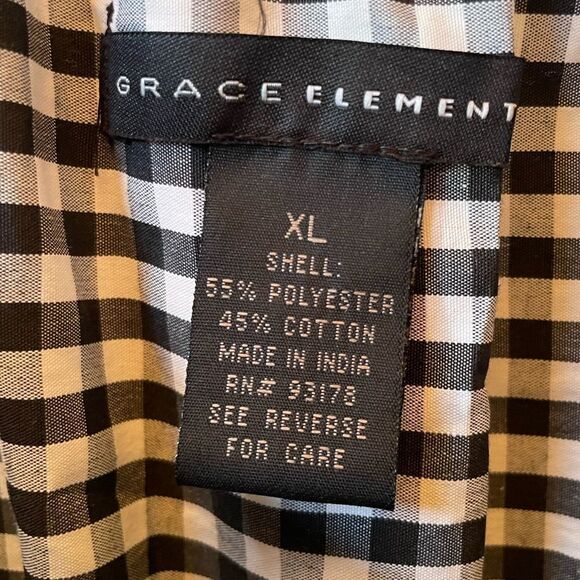 GRACE ELEMENT
XL
SHELL:
55% POLYESTER
45% COTTON
MADE IN INDIA
RN# 93178
SEE REVERSE
FOR CARE